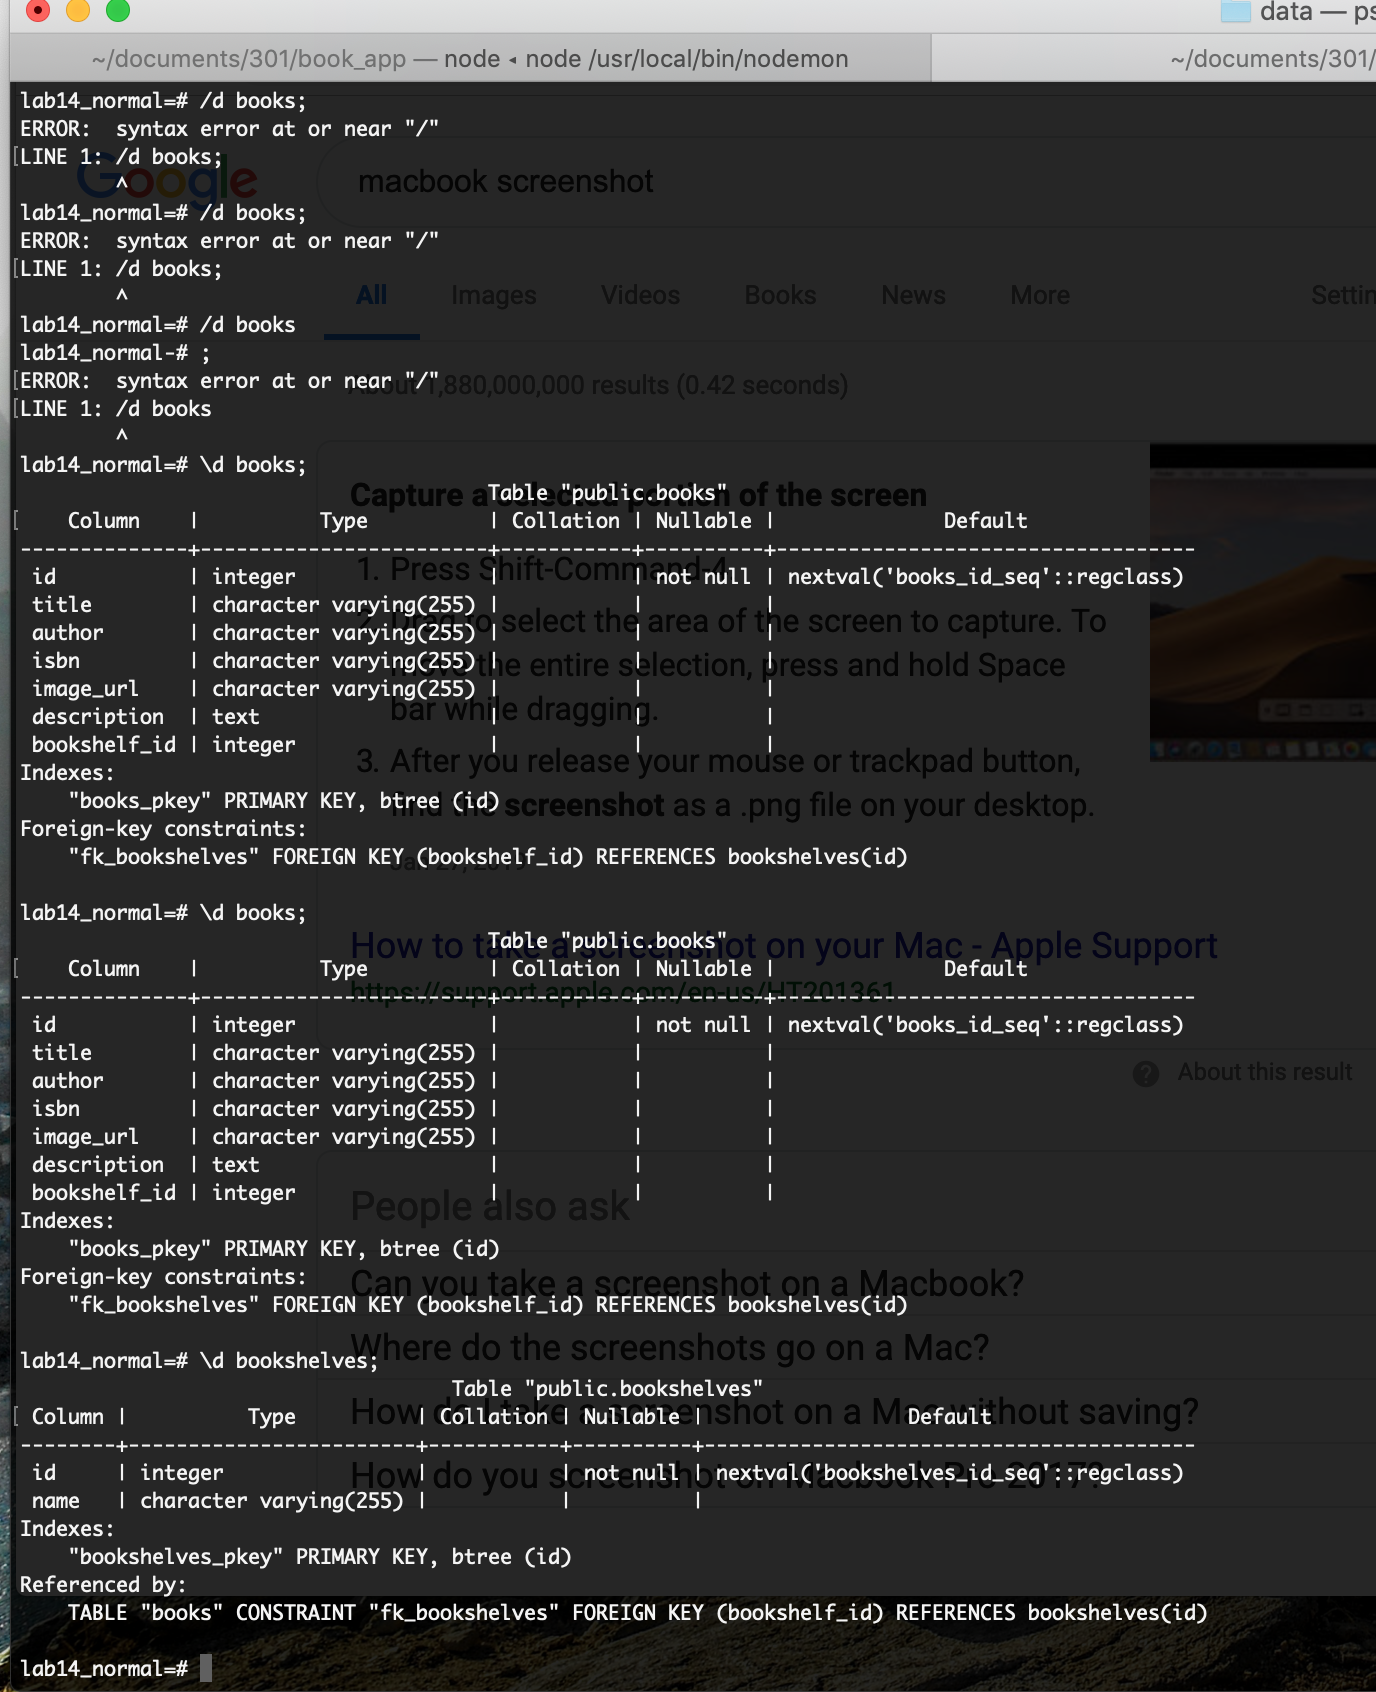 data — ps
~/documents/301/book_app — node ◂ node /usr/local/bin/nodemon
~/documents/301/
lab14_normal=# /d books;
ERROR:  syntax error at or near "/"
[LINE 1: /d books;
        ^
lab14_normal=# /d books;
ERROR:  syntax error at or near "/"
[LINE 1: /d books;
        ^
lab14_normal=# /d books
lab14_normal-# ;
[ERROR:  syntax error at or near "/"
[LINE 1: /d books
        ^
lab14_normal=# \d books;
                                       Table "public.books"
[    Column    |          Type          | Collation | Nullable |              Default
--------------+------------------------+-----------+----------+-----------------------------------
 id           | integer                |           | not null | nextval('books_id_seq'::regclass)
 title        | character varying(255) |           |          |
 author       | character varying(255) |           |          |
 isbn         | character varying(255) |           |          |
 image_url    | character varying(255) |           |          |
 description  | text                   |           |          |
 bookshelf_id | integer                |           |          |
Indexes:
    "books_pkey" PRIMARY KEY, btree (id)
Foreign-key constraints:
    "fk_bookshelves" FOREIGN KEY (bookshelf_id) REFERENCES bookshelves(id)
lab14_normal=# \d books;
                                       Table "public.books"
[    Column    |          Type          | Collation | Nullable |              Default
--------------+------------------------+-----------+----------+-----------------------------------
 id           | integer                |           | not null | nextval('books_id_seq'::regclass)
 title        | character varying(255) |           |          |
 author       | character varying(255) |           |          |
 isbn         | character varying(255) |           |          |
 image_url    | character varying(255) |           |          |
 description  | text                   |           |          |
 bookshelf_id | integer                |           |          |
Indexes:
    "books_pkey" PRIMARY KEY, btree (id)
Foreign-key constraints:
    "fk_bookshelves" FOREIGN KEY (bookshelf_id) REFERENCES bookshelves(id)
lab14_normal=# \d bookshelves;
                                    Table "public.bookshelves"
[ Column |          Type          | Collation | Nullable |                 Default
--------+------------------------+-----------+----------+-----------------------------------------
 id     | integer                |           | not null | nextval('bookshelves_id_seq'::regclass)
 name   | character varying(255) |           |          |
Indexes:
    "bookshelves_pkey" PRIMARY KEY, btree (id)
Referenced by:
    TABLE "books" CONSTRAINT "fk_bookshelves" FOREIGN KEY (bookshelf_id) REFERENCES bookshelves(id)
lab14_normal=#
Google
macbook screenshot
All Images Videos Books News More Settin
About 1,880,000,000 results (0.42 seconds)
Capture a selected portion of the screen
1. Press Shift-Command-4.
2. Drag to select the area of the screen to capture. To
move the entire selection, press and hold Space
bar while dragging.
3. After you release your mouse or trackpad button,
find the screenshot as a .png file on your desktop.
How to take a screenshot on your Mac - Apple Support
https://support.apple.com/en-us/HT201361
About this result
People also ask
Can you take a screenshot on a Macbook?
Where do the screenshots go on a Mac?
How do I take a screenshot on a Mac without saving?
How do you screenshot on Macbook Pro 2017?